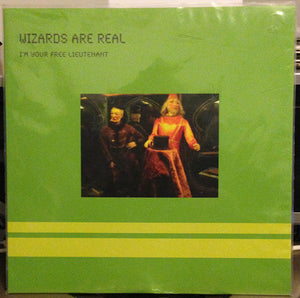 WIZARDS ARE REAL
I'M YOUR FREE LIEUTENANT